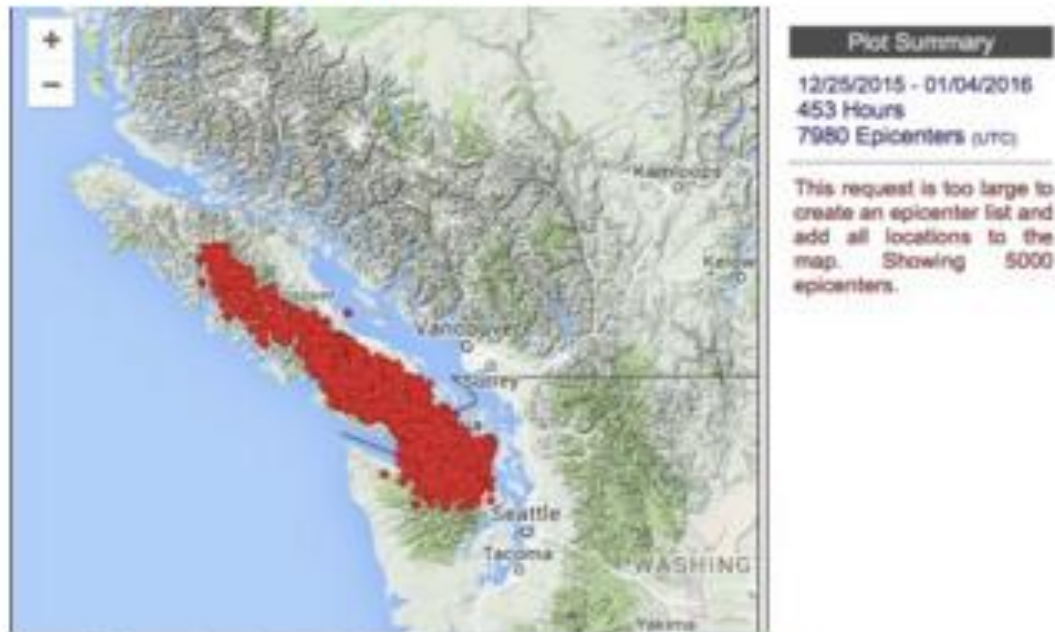 +
−
Kamloops
Vancouver
Surrey
Seattle
Tacoma
WASHING
Yakima
Plot Summary
12/25/2015 - 01/04/2016
453 Hours
7980 Epicenters (UTC)
This request is too large to
create an epicenter list and
add all locations to the
map. Showing 5000
epicenters.